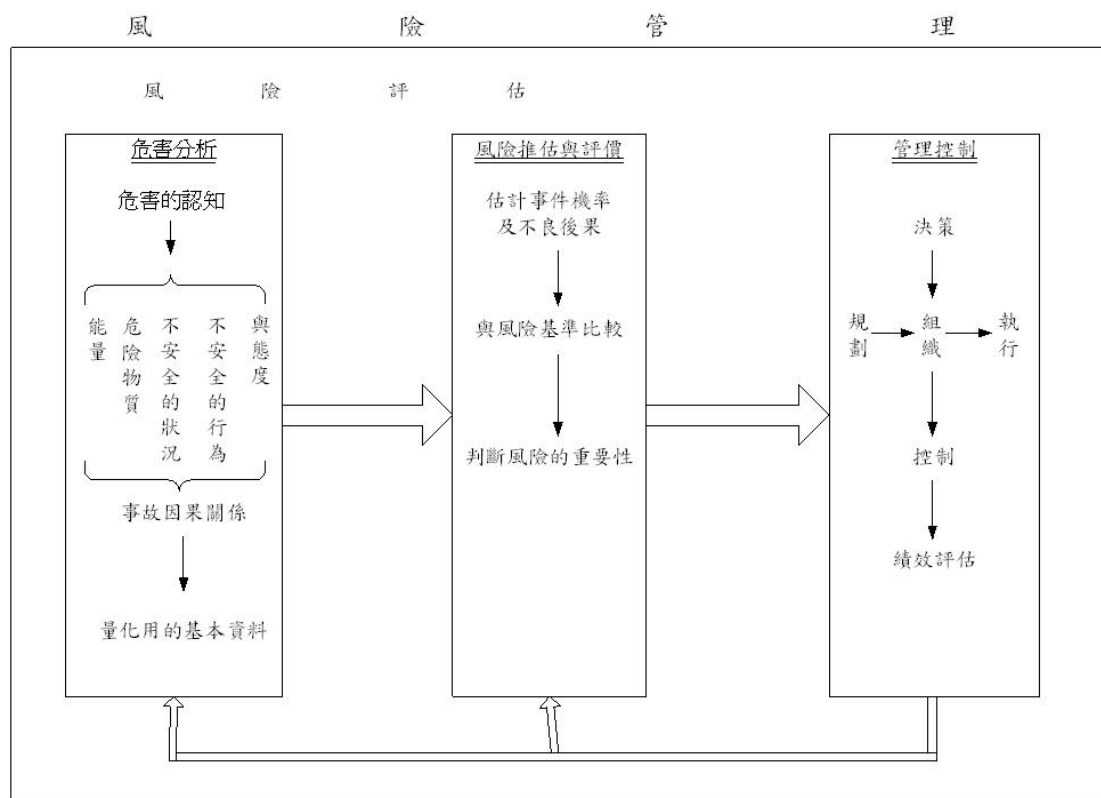 風險管理
風險評估
危害分析
危害的認知
能量
危險物質
不安全的狀況
不安全的行為
與態度
事故因果關係
量化用的基本資料
風險推估與評價
估計事件機率
及不良後果
與風險基準比較
判斷風險的重要性
管理控制
決策
規劃
組織
執行
控制
績效評估